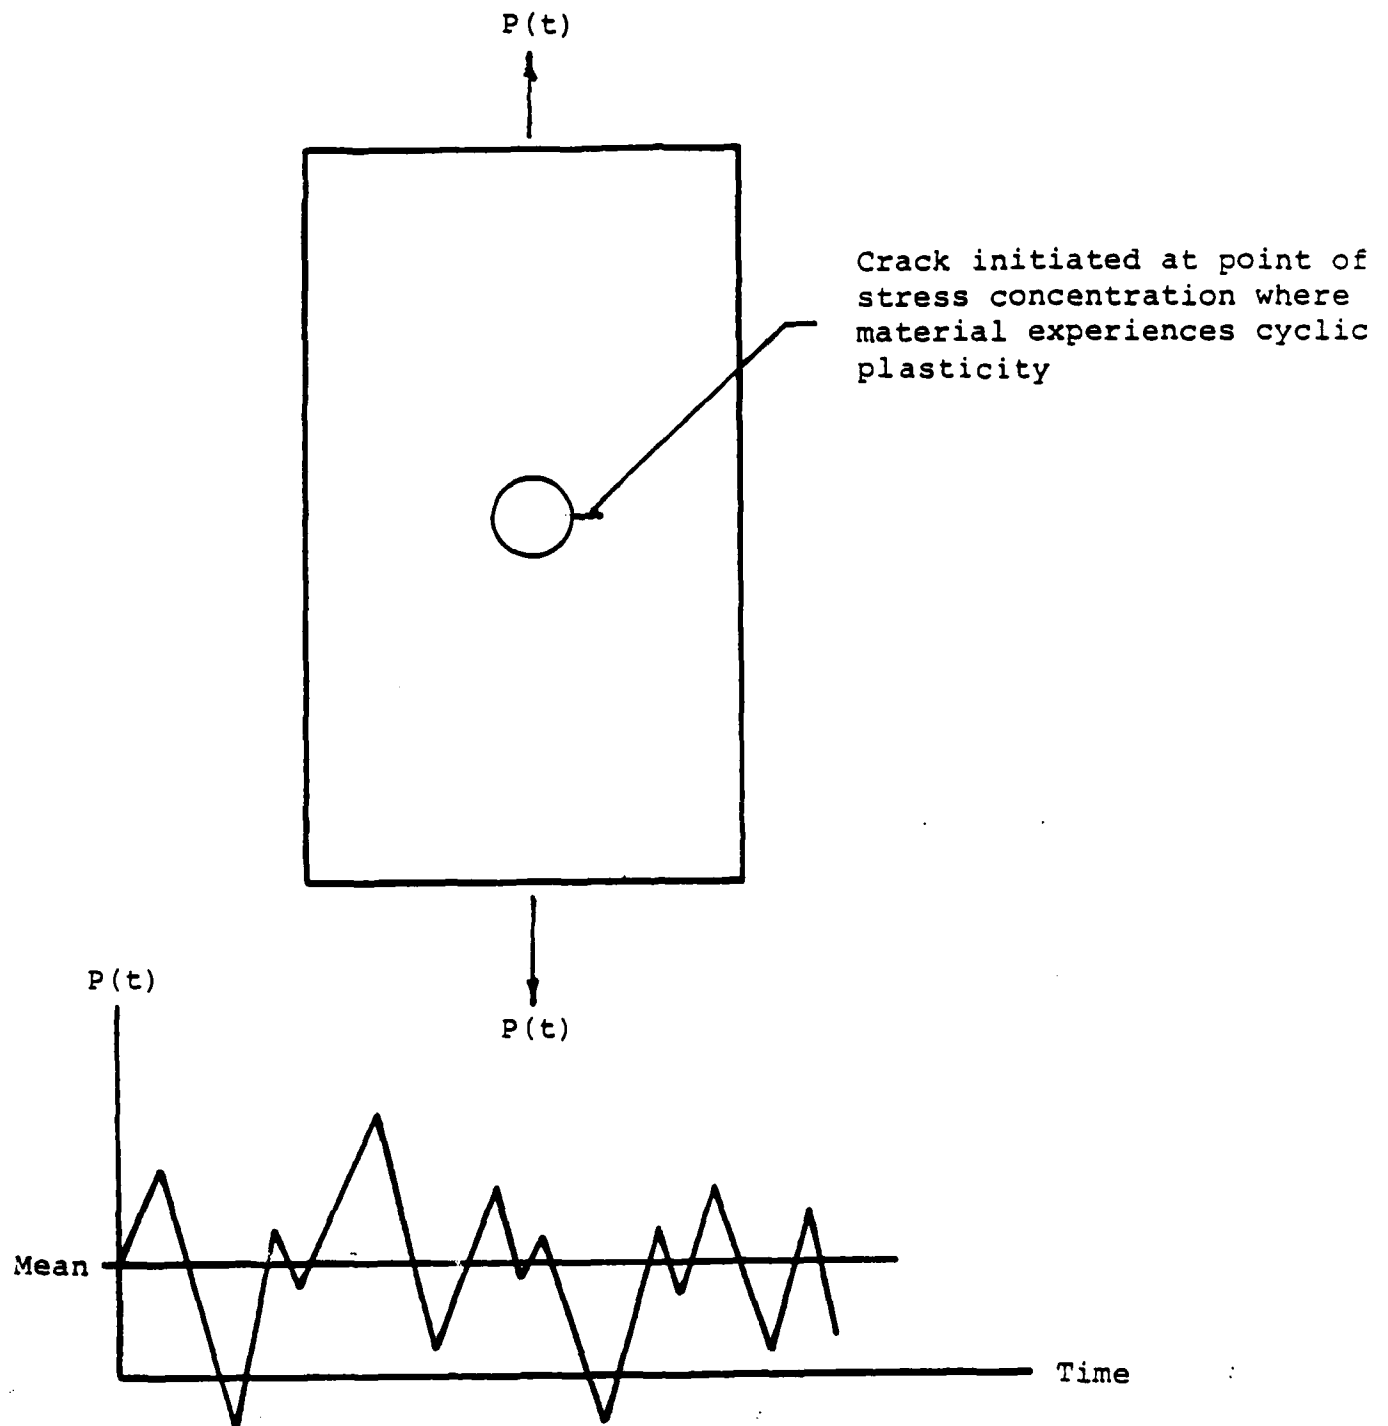 P(t)
Crack initiated at point of
stress concentration where
material experiences cyclic
plasticity
P(t)
P(t)
Mean
Time